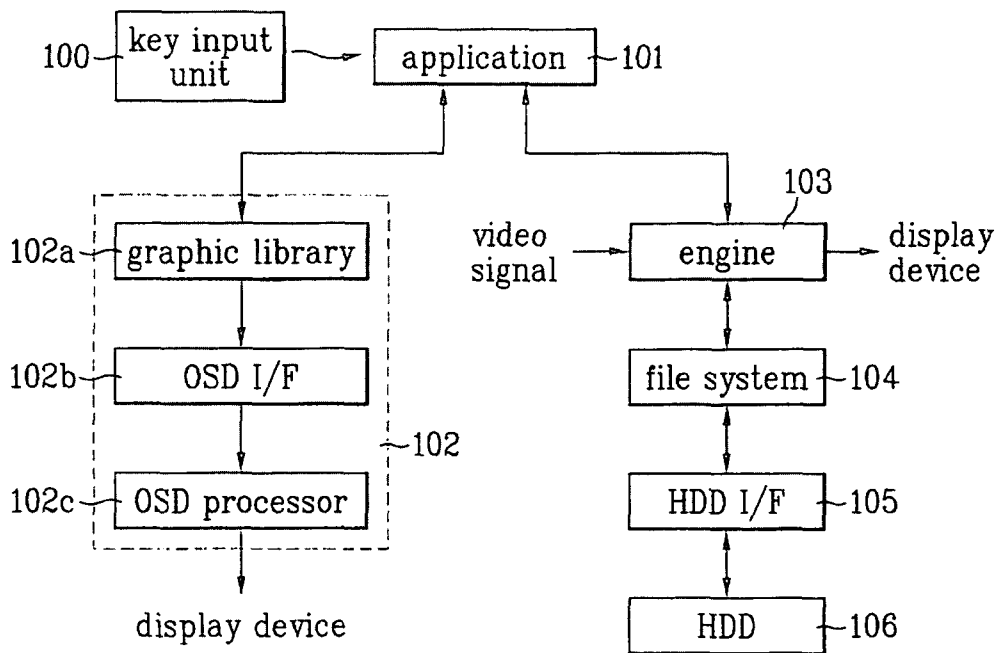 100
key input
unit
application
101
103
102a
graphic library
video
signal
engine
display
device
102b
OSD I/F
file system
104
102
102c
OSD processor
HDD I/F
105
display device
HDD
106